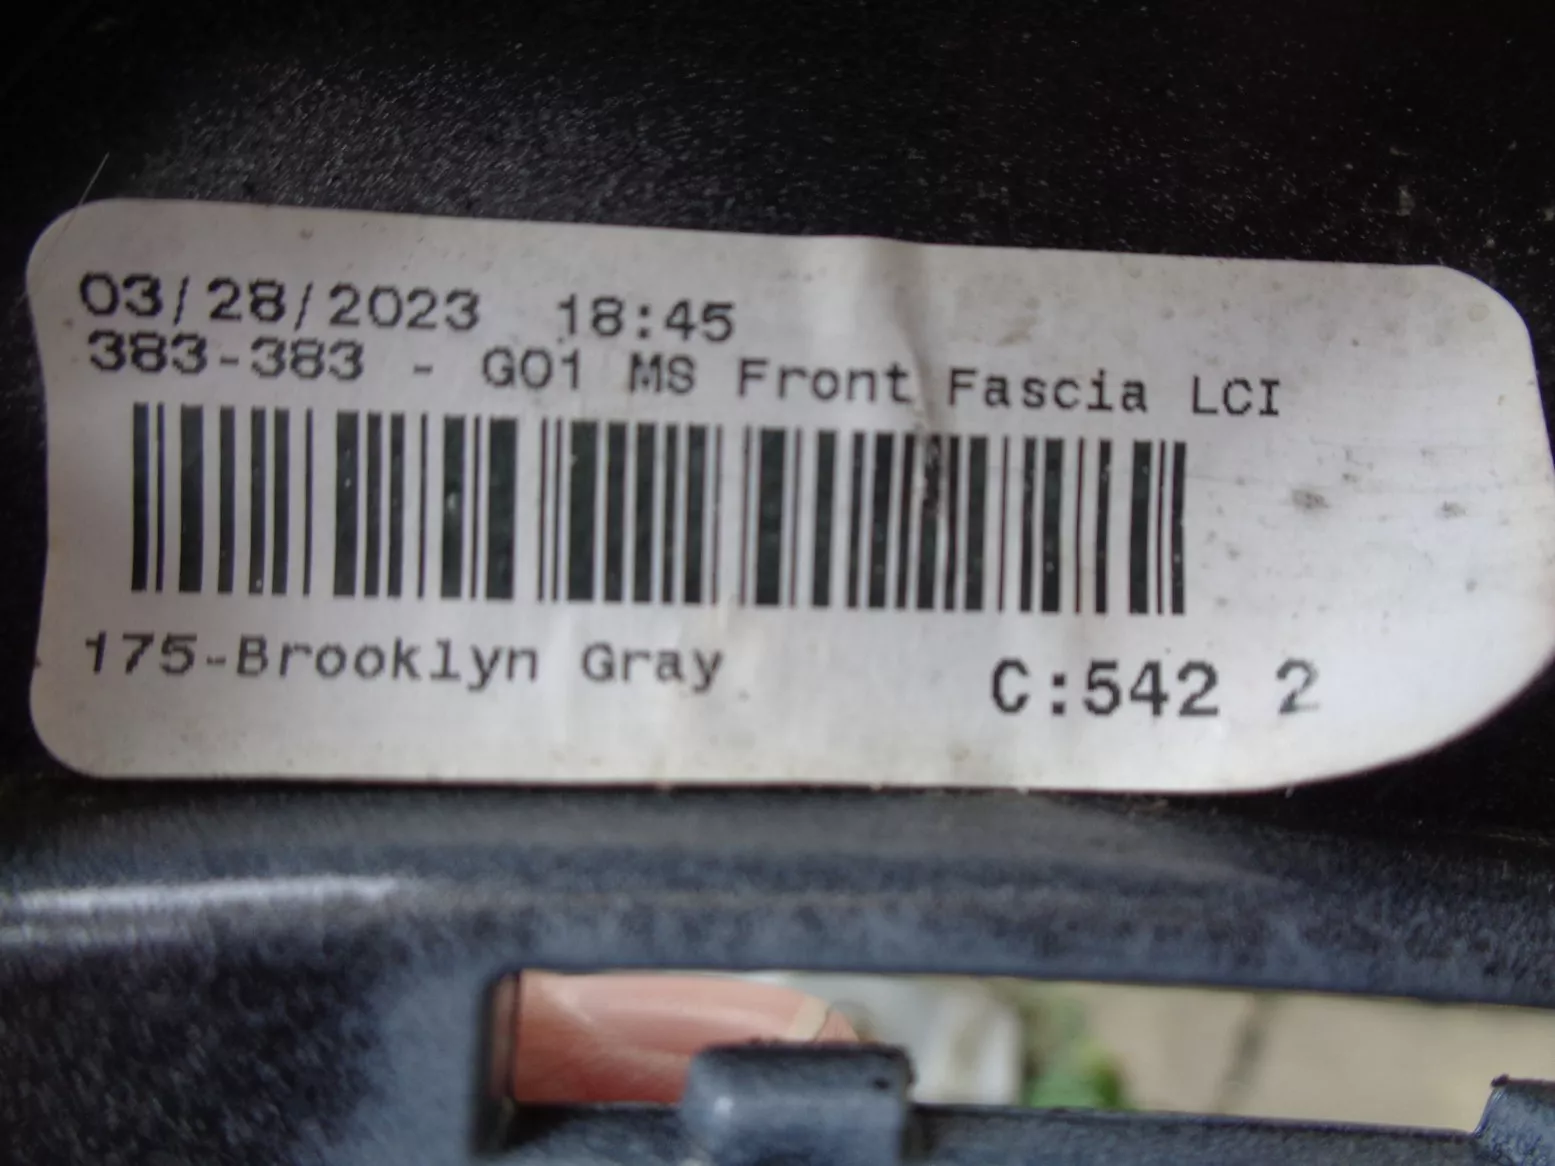 03/28/2023 18:45
383-383 - G01 MS Front Fascia LCI
175-Brooklyn Gray
C:542 2